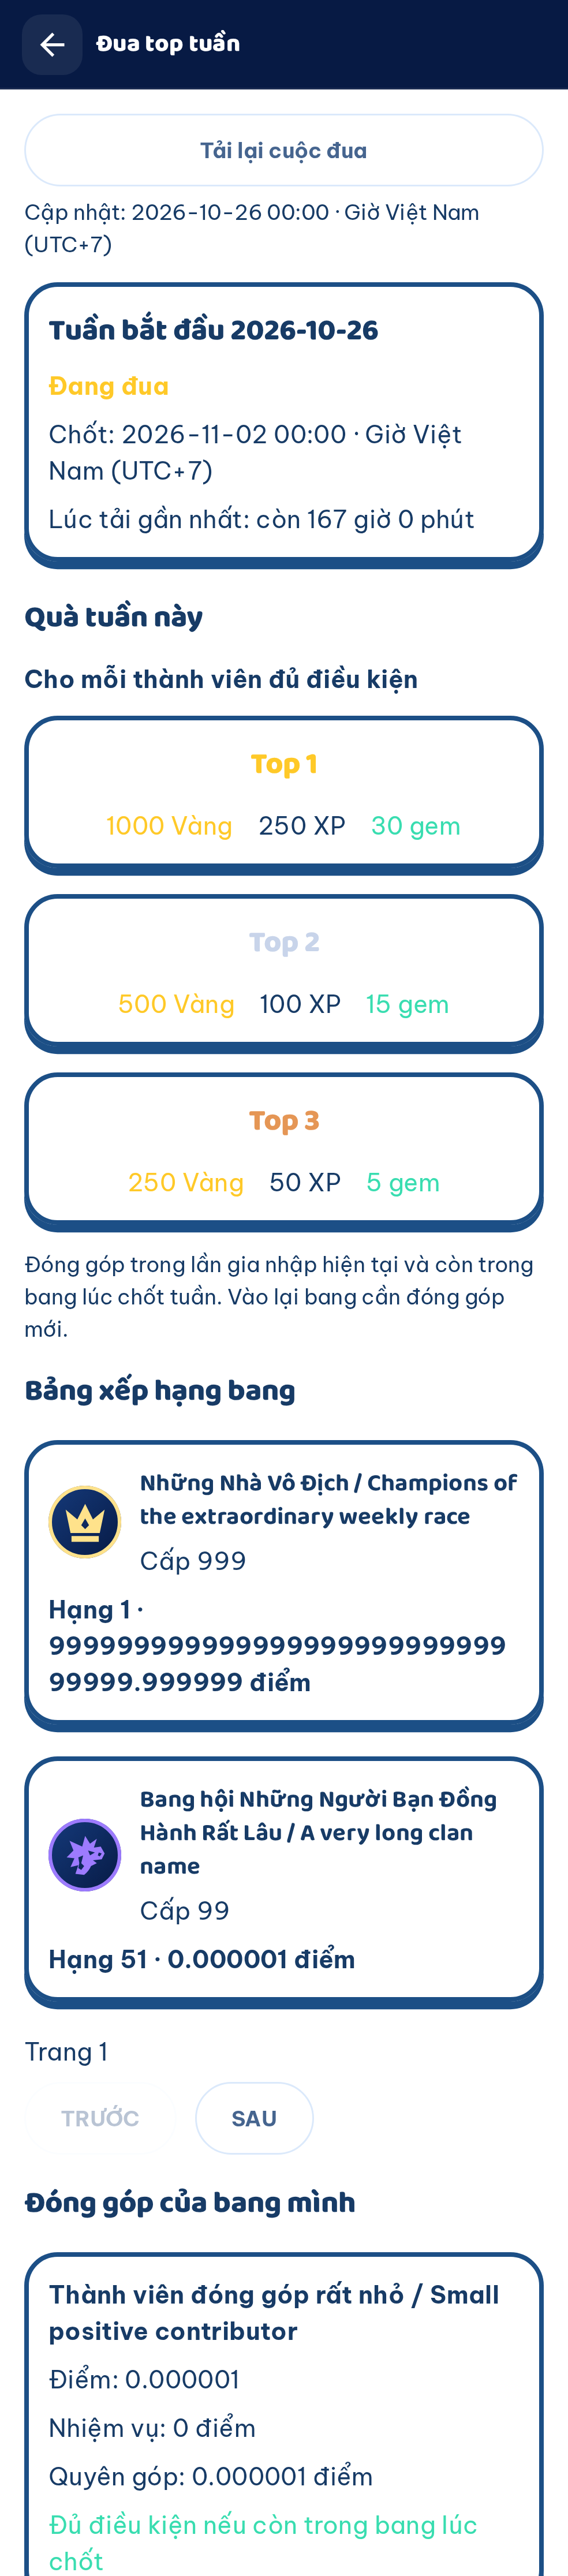 Đua top tuần
Tải lại cuộc đua
Cập nhật: 2026-10-26 00:00 · Giờ Việt Nam
(UTC+7)
Tuần bắt đầu 2026-10-26
Đang đua
Chốt: 2026-11-02 00:00 · Giờ Việt
Nam (UTC+7)
Lúc tải gần nhất: còn 167 giờ 0 phút
Quà tuần này
Cho mỗi thành viên đủ điều kiện
Top 1
1000 Vàng 250 XP 30 gem
Top 2
500 Vàng 100 XP 15 gem
Top 3
250 Vàng 50 XP 5 gem
Đóng góp trong lần gia nhập hiện tại và còn trong
bang lúc chốt tuần. Vào lại bang cần đóng góp
mới.
Bảng xếp hạng bang
Những Nhà Vô Địch / Champions of
the extraordinary weekly race
Cấp 999
Hạng 1 ·
999999999999999999999999999
99999.999999 điểm
Bang hội Những Người Bạn Đồng
Hành Rất Lâu / A very long clan
name
Cấp 99
Hạng 51 · 0.000001 điểm
Trang 1
TRƯỚC SAU
Đóng góp của bang mình
Thành viên đóng góp rất nhỏ / Small
positive contributor
Điểm: 0.000001
Nhiệm vụ: 0 điểm
Quyên góp: 0.000001 điểm
Đủ điều kiện nếu còn trong bang lúc
chốt